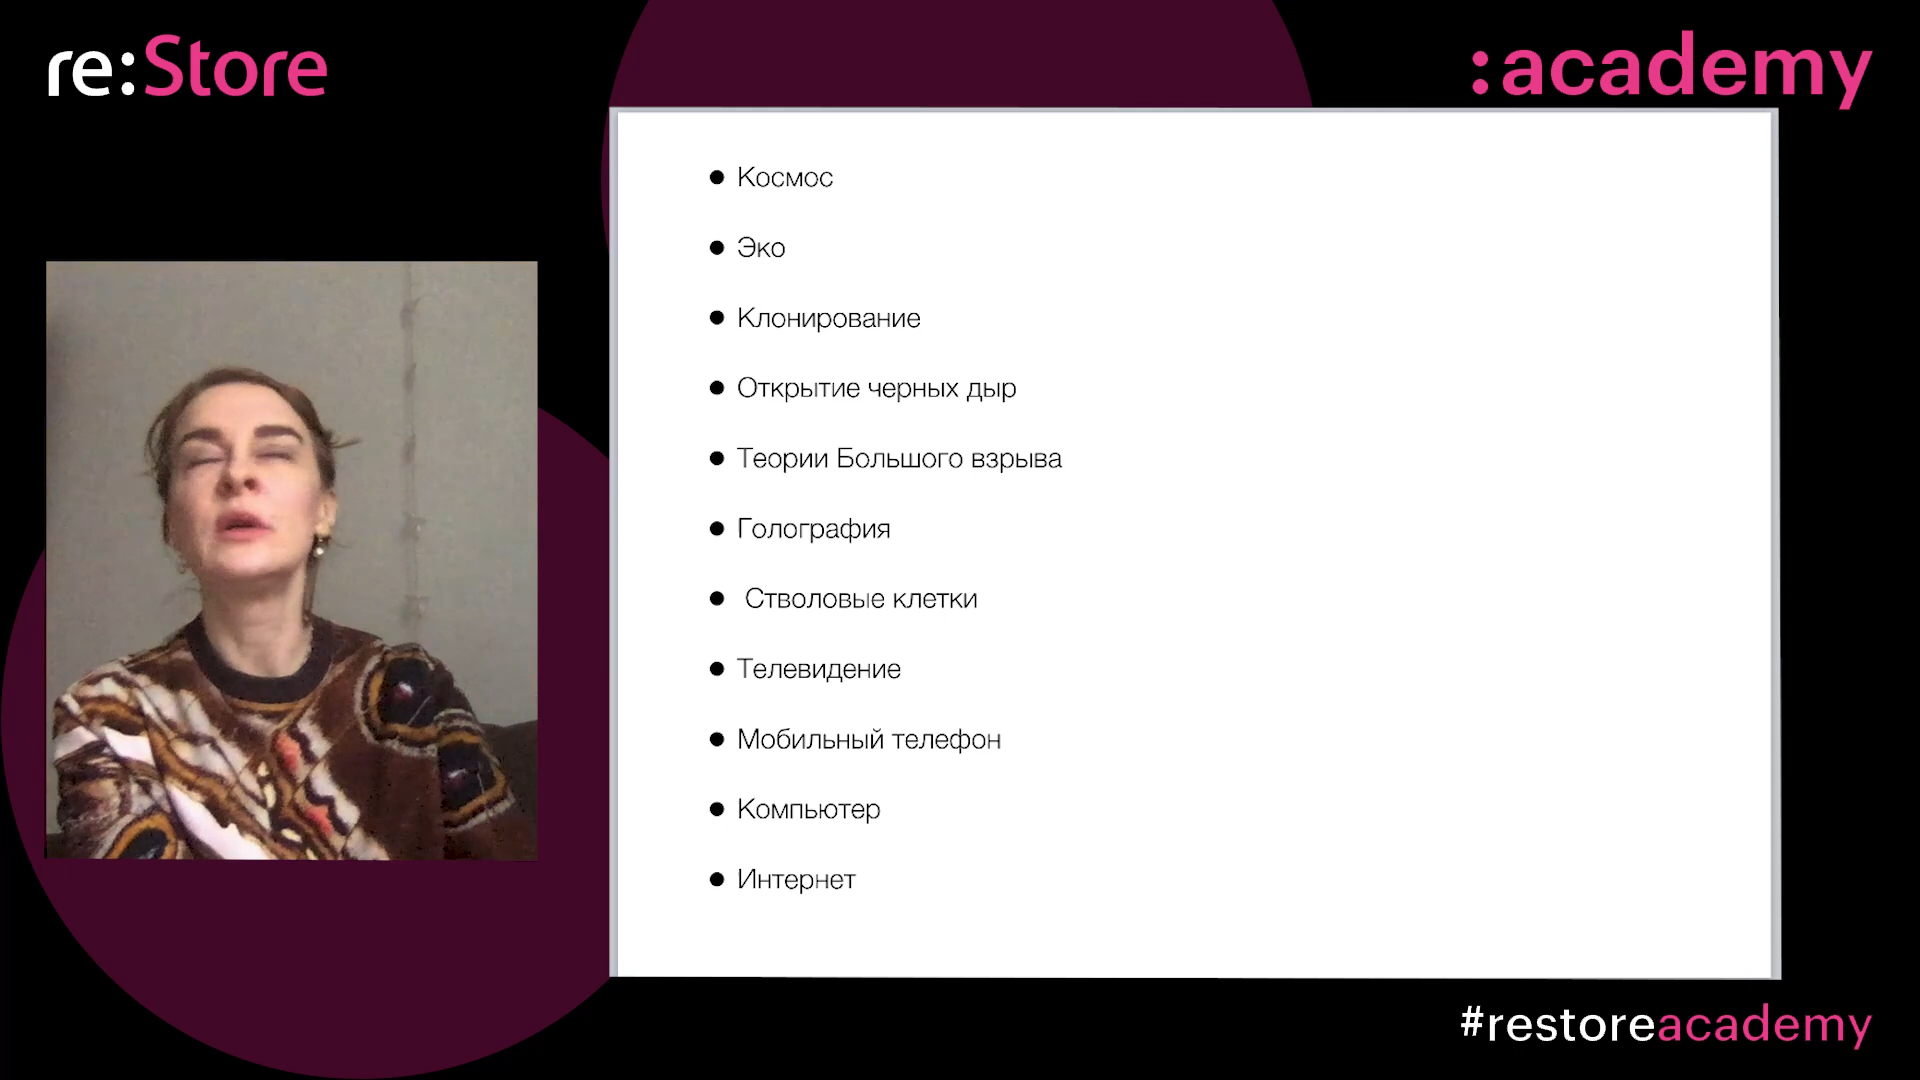 re:Store
:academy
Космос
Эко
Клонирование
Открытие черных дыр
Теории Большого взрыва
Голография
Стволовые клетки
Телевидение
Мобильный телефон
Компьютер
Интернет
#restoreacademy